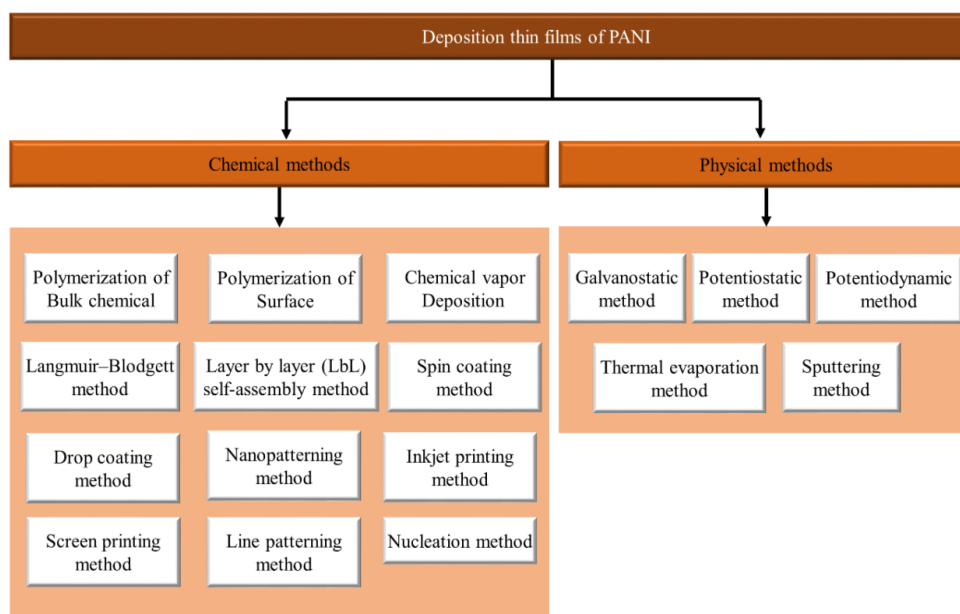 Deposition thin films of PANI
Chemical methods
Physical methods
Polymerization of
Bulk chemical
Polymerization of
Surface
Chemical vapor
Deposition
Langmuir–Blodgett
method
Layer by layer (LbL)
self-assembly method
Spin coating
method
Drop coating
method
Nanopatterning
method
Inkjet printing
method
Screen printing
method
Line patterning
method
Nucleation method
Galvanostatic
method
Potentiostatic
method
Potentiodynamic
method
Thermal evaporation
method
Sputtering
method